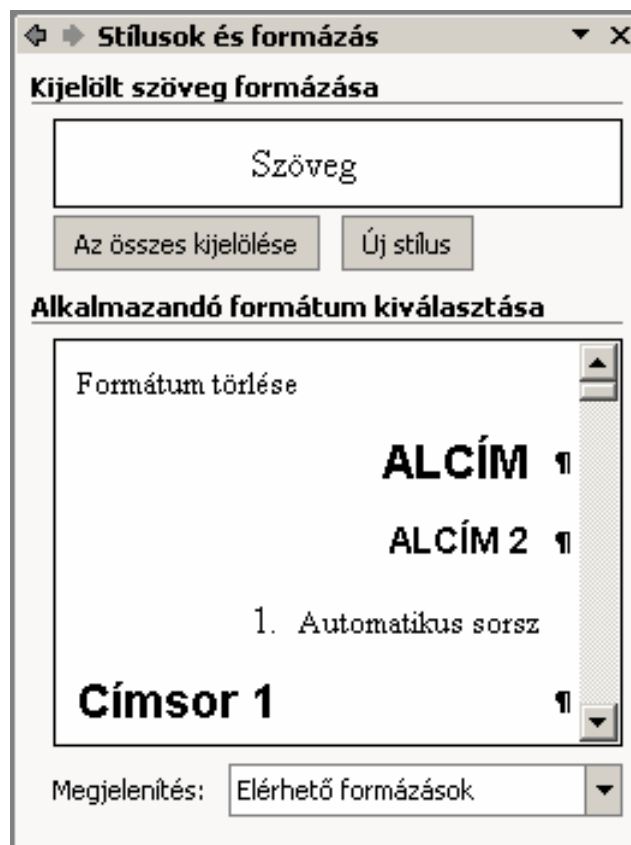 Stílusok és formázás
Kijelölt szöveg formázása
Szöveg
Az összes kijelölése Új stílus
Alkalmazandó formátum kiválasztása
Formátum törlése
ALCÍM ¶
ALCÍM 2 ¶
1. Automatikus sorsz
Címsor 1 ¶
Megjelenítés: Elérhető formázások